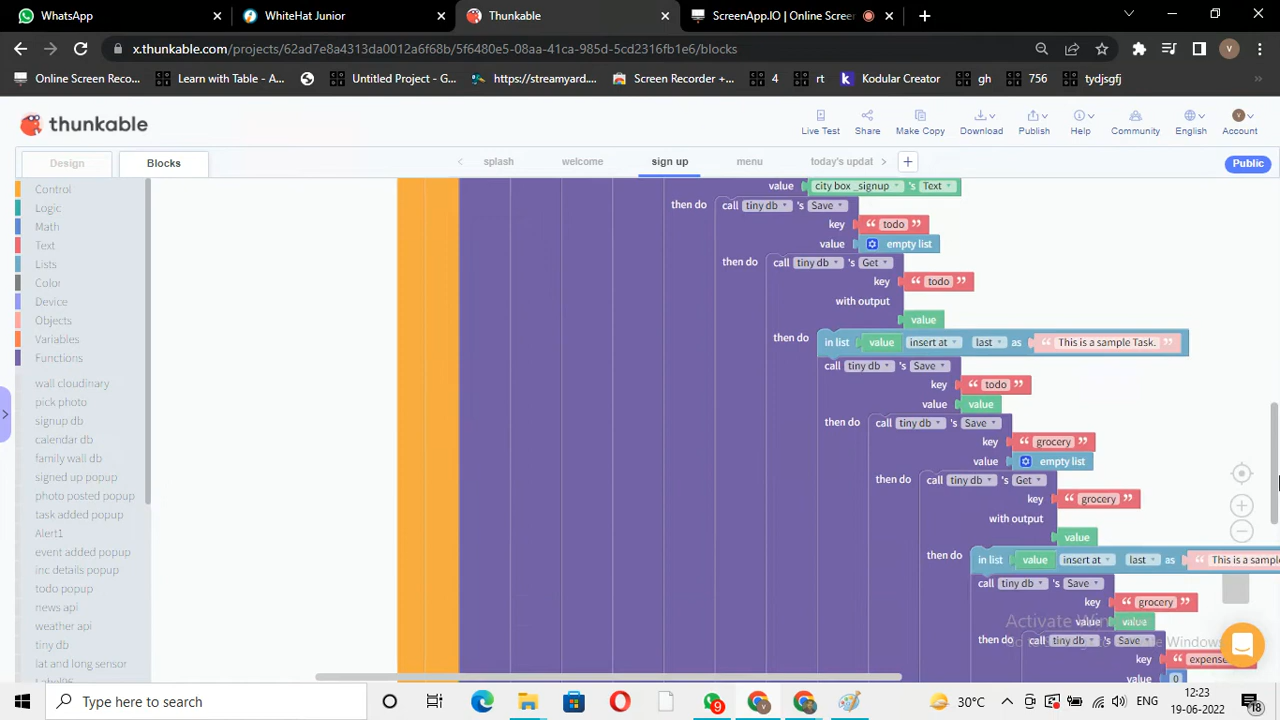 WhatsApp
WhiteHat Junior
Thunkable
ScreenApp.IO | Online Screen
x.thunkable.com/projects/62ad7e8a4313da0012a6f68b/5f6480e5-08aa-41ca-985d-5cd2316fb1e6/blocks
V
Online Screen Reco...
Learn with Table - A...
Untitled Project - G...
https://streamyard....
Screen Recorder -...
4
rt
Kodular Creator
gh
756
tydjsgfj
»
thunkable
Live Test
Share
Make Copy
Download
Publish
Help
Community
English
Account
Design
Blocks
splash
welcome
sign up
menu
today's updat
Public
Control
Logic
Math
Text
Lists
Color
Device
Objects
Variables
Functions
wall cloudinary
pick photo
signup db
calendar db
family wall db
signed up popup
photo posted popup
task added popup
Alert1
event added popup
inc details popup
todo popup
news api
weather api
tiny db
lat and long sensor
value city box _signup 's Text
then do call tiny db 's Save
key “ todo ”
value empty list
then do call tiny db 's Get
key “ todo ”
with output
value
then do in list value insert at last as “ This is a sample Task. ”
call tiny db 's Save
key “ todo ”
value value
then do call tiny db 's Save
key “ grocery ”
value empty list
then do call tiny db 's Get
key “ grocery ”
with output
value
then do in list value insert at last as “ This is a sampl
call tiny db 's Save
key “ grocery ”
value value
then do call tiny db 's Save
key “ expense
value 0
Type here to search
9
30°C
ENG
12:23
19-06-2022
18